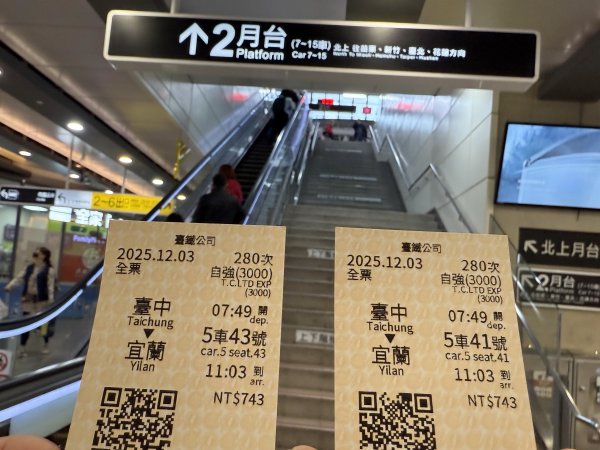 ↑2月台 (7~15車) 北上 往苗栗、新竹、臺北、花蓮方向
Platform Car 7~15
2~6出
FamilyMart
北上月台
2月台
臺鐵公司
2025.12.03 280次
全票 自強(3000)
T.C.LTD EXP
(3000)
臺中 07:49 開
Taichung dep.
▼ 5車43號
宜蘭 car.5 seat.43
Yilan 11:03 到
arr.
NT$743
臺鐵公司
2025.12.03 280次
全票 自強(3000)
T.C.LTD EXP
(3000)
臺中 07:49 開
Taichung dep.
▼ 5車41號
宜蘭 car.5 seat.41
Yilan 11:03 到
arr.
NT$743